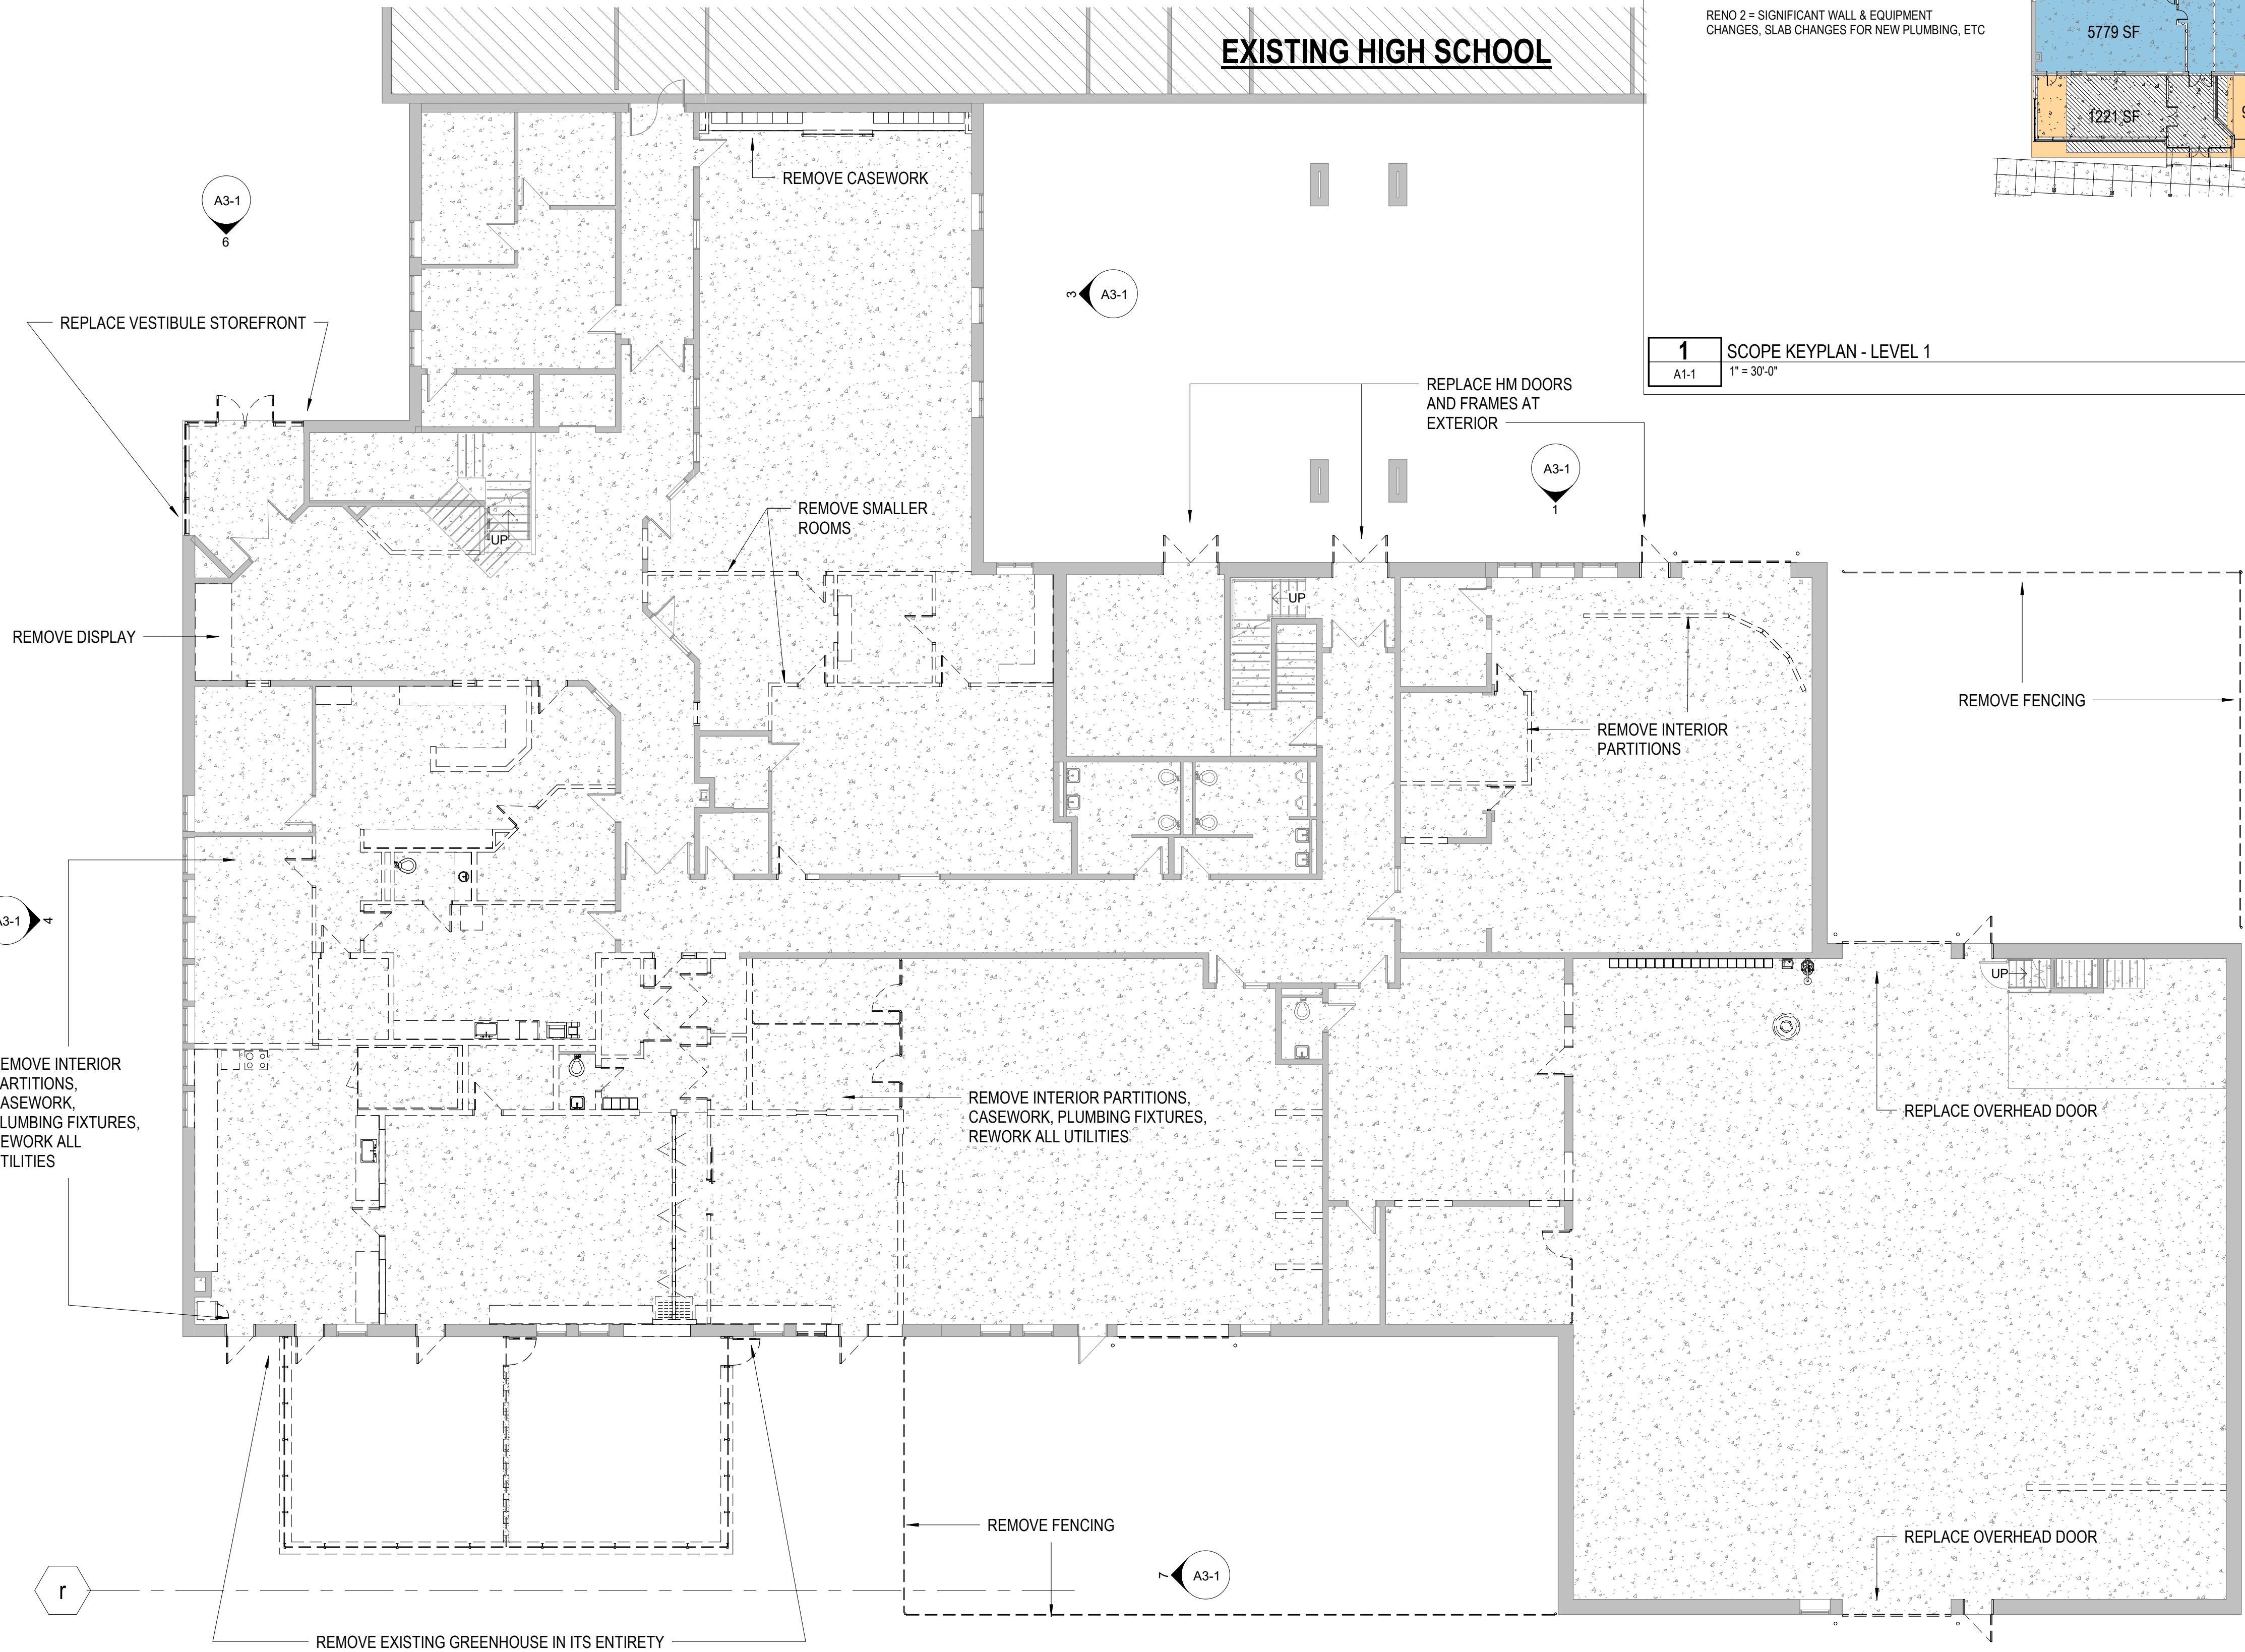 EXISTING HIGH SCHOOL
RENO 2 = SIGNIFICANT WALL & EQUIPMENT
CHANGES, SLAB CHANGES FOR NEW PLUMBING, ETC
5779 SF
1221 SF
9
1
A1-1
SCOPE KEYPLAN - LEVEL 1
1" = 30'-0"
REMOVE CASEWORK
A3-1
6
A3-1
3
REPLACE VESTIBULE STOREFRONT
REPLACE HM DOORS
AND FRAMES AT
EXTERIOR
A3-1
1
REMOVE SMALLER
ROOMS
UP
UP
REMOVE DISPLAY
REMOVE FENCING
REMOVE INTERIOR
PARTITIONS
A3-1
4
UP
EMOVE INTERIOR
ARTITIONS,
ASEWORK,
LUMBING FIXTURES,
EWORK ALL
TILITIES
REMOVE INTERIOR PARTITIONS,
CASEWORK, PLUMBING FIXTURES,
REWORK ALL UTILITIES
REPLACE OVERHEAD DOOR
REMOVE FENCING
REPLACE OVERHEAD DOOR
A3-1
7
r
REMOVE EXISTING GREENHOUSE IN ITS ENTIRETY